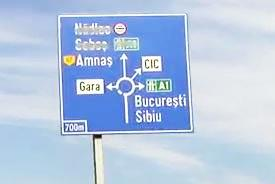 Nădlac
Sebeș
Amnaș
CIC
Gara
A1
București
Sibiu
700m